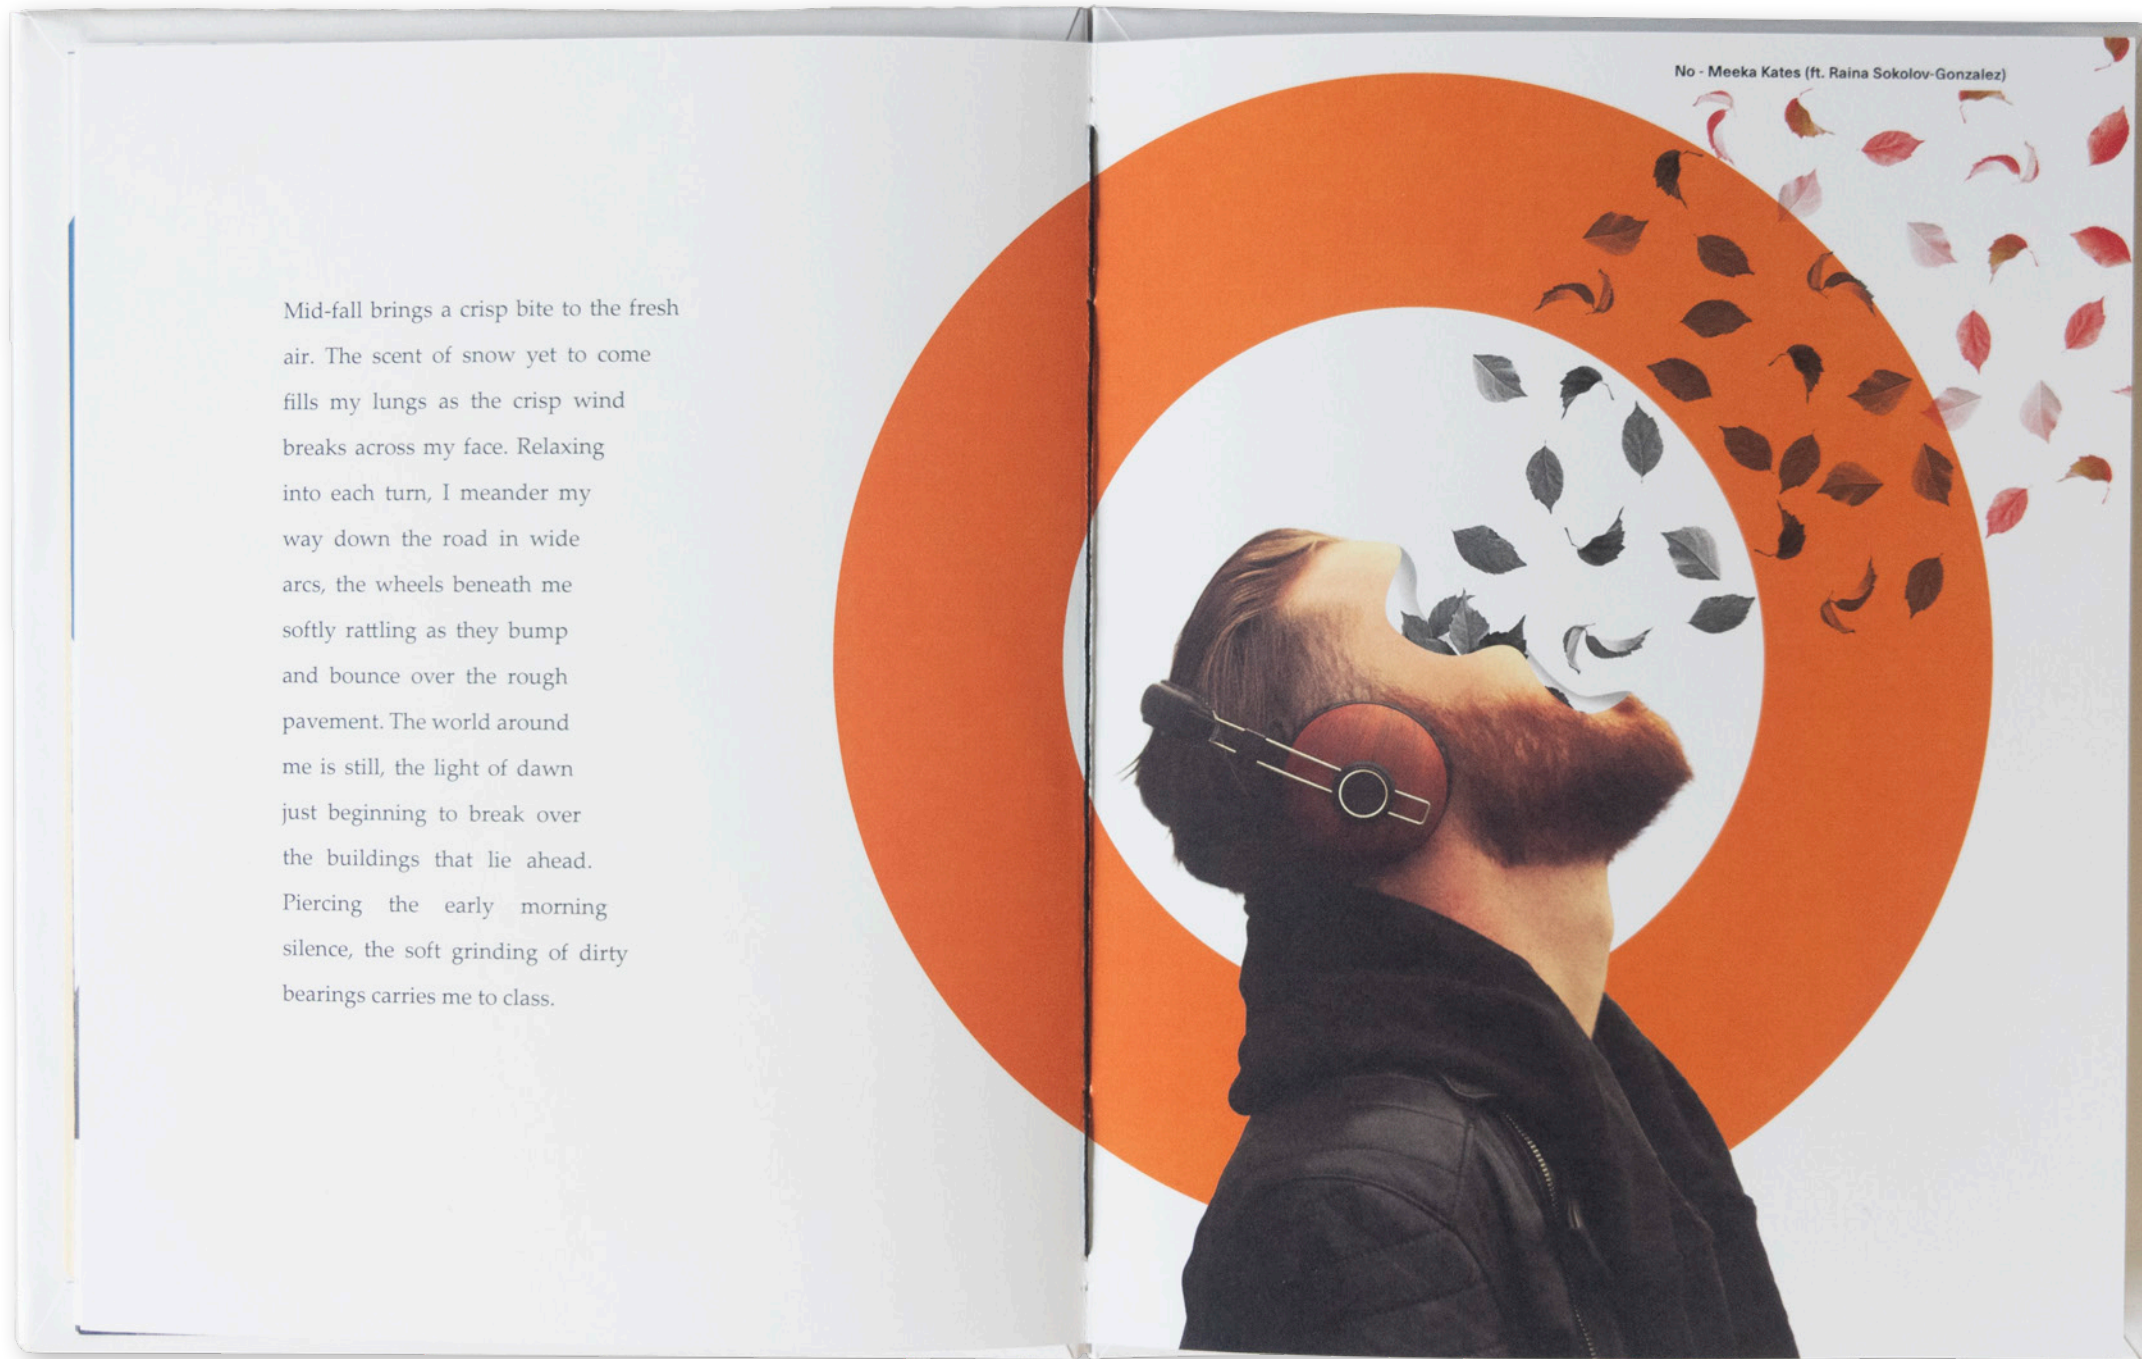 Mid-fall brings a crisp bite to the fresh
air. The scent of snow yet to come
fills my lungs as the crisp wind
breaks across my face. Relaxing
into each turn, I meander my
way down the road in wide
arcs, the wheels beneath me
softly rattling as they bump
and bounce over the rough
pavement. The world around
me is still, the light of dawn
just beginning to break over
the buildings that lie ahead.
Piercing the early morning
silence, the soft grinding of dirty
bearings carries me to class.
No - Meeka Kates (ft. Raina Sokolov-Gonzalez)